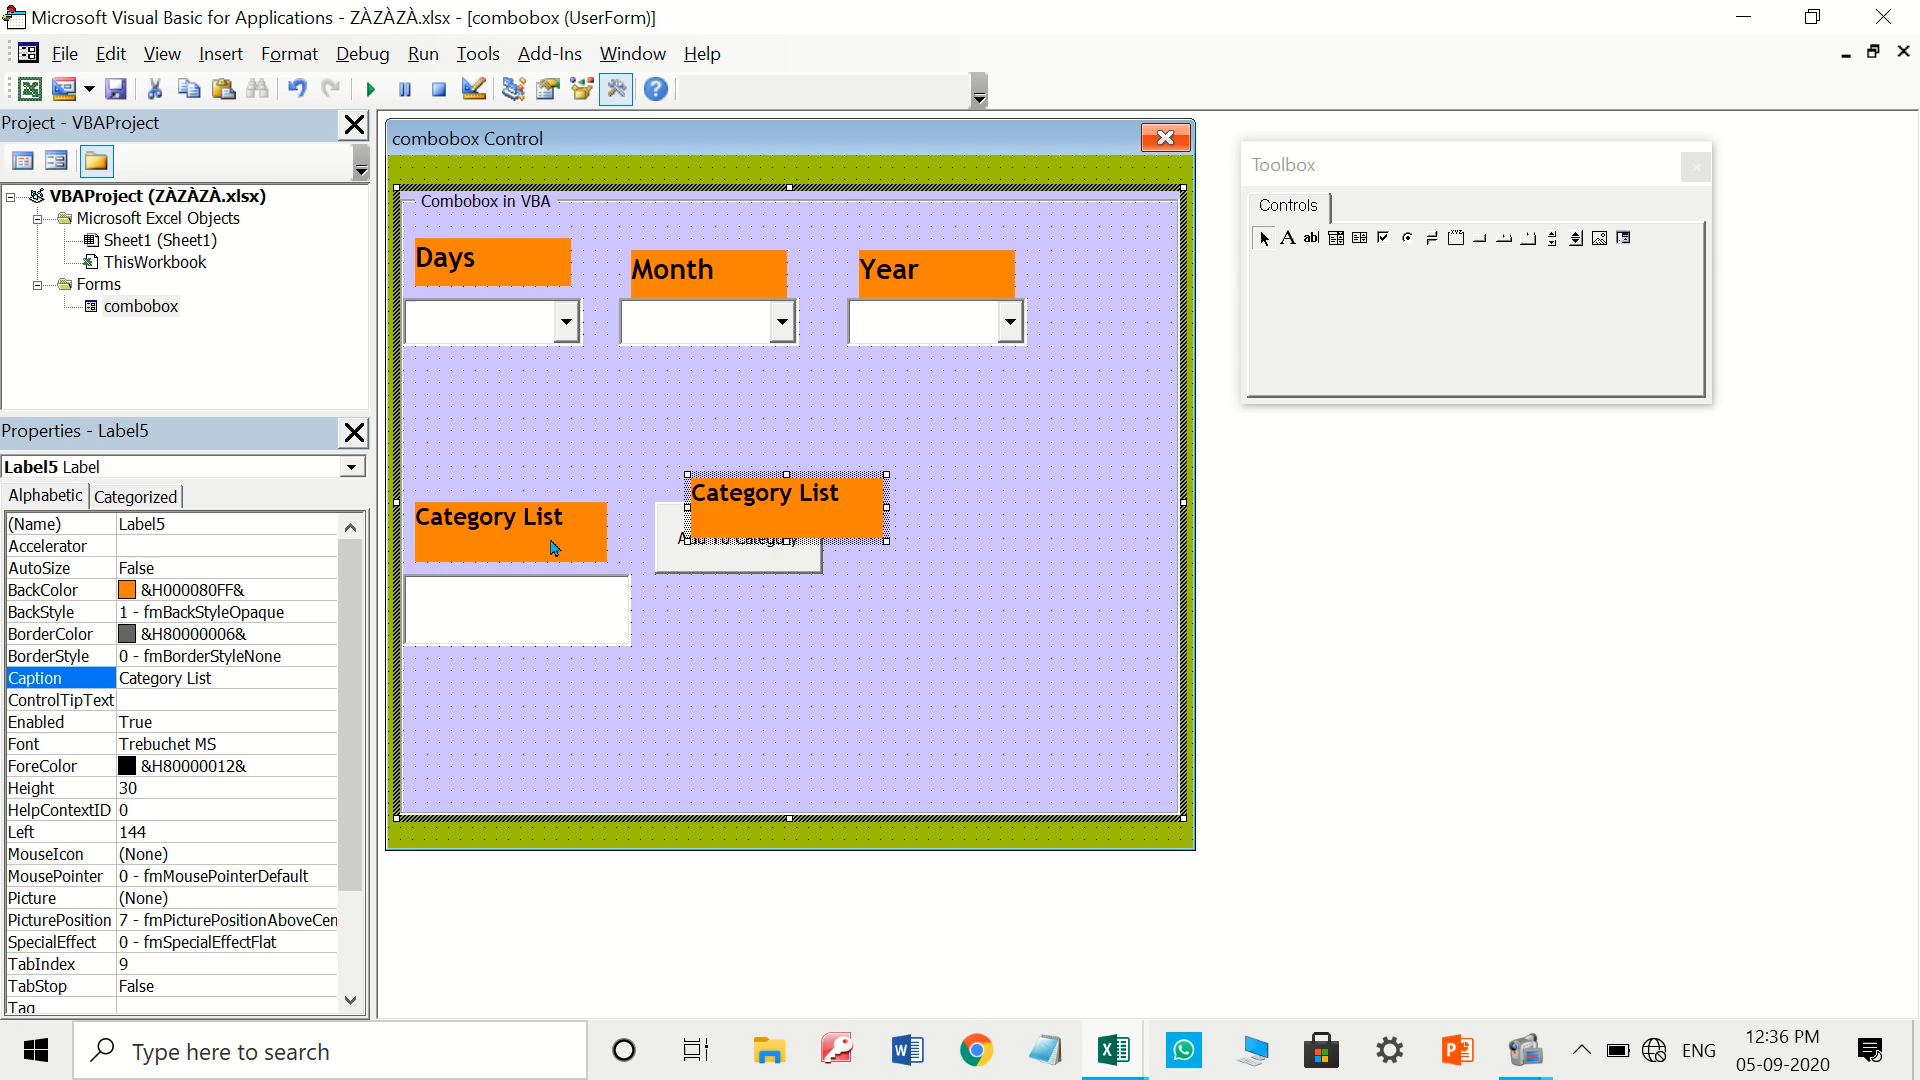 Microsoft Visual Basic for Applications - ZÀZÀZÀ.xlsx - [combobox (UserForm)]
File Edit View Insert Format Debug Run Tools Add-Ins Window Help
Project - VBAProject
VBAProject (ZÀZÀZÀ.xlsx)
Microsoft Excel Objects
Sheet1 (Sheet1)
ThisWorkbook
Forms
combobox
Properties - Label5
Label5 Label
Alphabetic Categorized
(Name) Label5
Accelerator
AutoSize False
BackColor &H000080FF&
BackStyle 1 - fmBackStyleOpaque
BorderColor &H80000006&
BorderStyle 0 - fmBorderStyleNone
Caption Category List
ControlTipText
Enabled True
Font Trebuchet MS
ForeColor &H80000012&
Height 30
HelpContextID 0
Left 144
MouseIcon (None)
MousePointer 0 - fmMousePointerDefault
Picture (None)
PicturePosition 7 - fmPicturePositionAboveCen
SpecialEffect 0 - fmSpecialEffectFlat
TabIndex 9
TabStop False
Tag
combobox Control
Combobox in VBA
Days
Month
Year
Category List
Category List
Toolbox
Controls
A abl
Type here to search
ENG
12:36 PM
05-09-2020